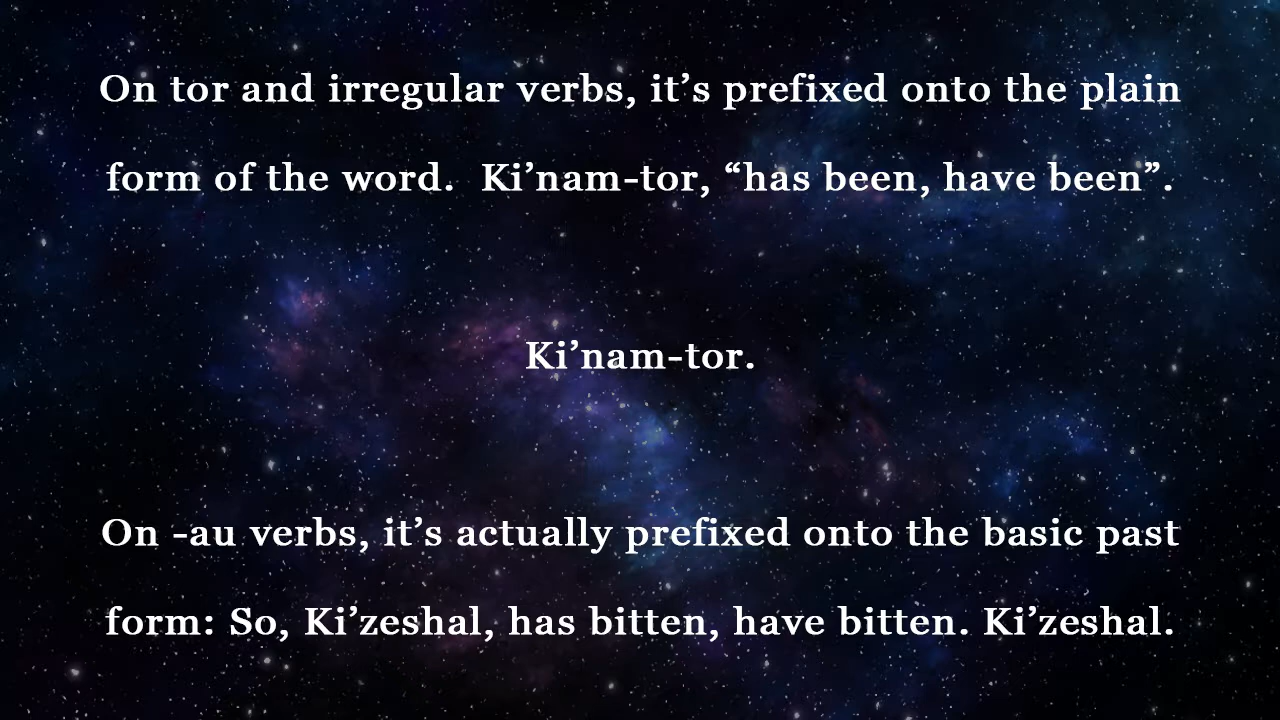 On tor and irregular verbs, it’s prefixed onto the plain
form of the word.  Ki’nam-tor, “has been, have been”.
Ki’nam-tor.
On -au verbs, it’s actually prefixed onto the basic past
form: So, Ki’zeshal, has bitten, have bitten. Ki’zeshal.